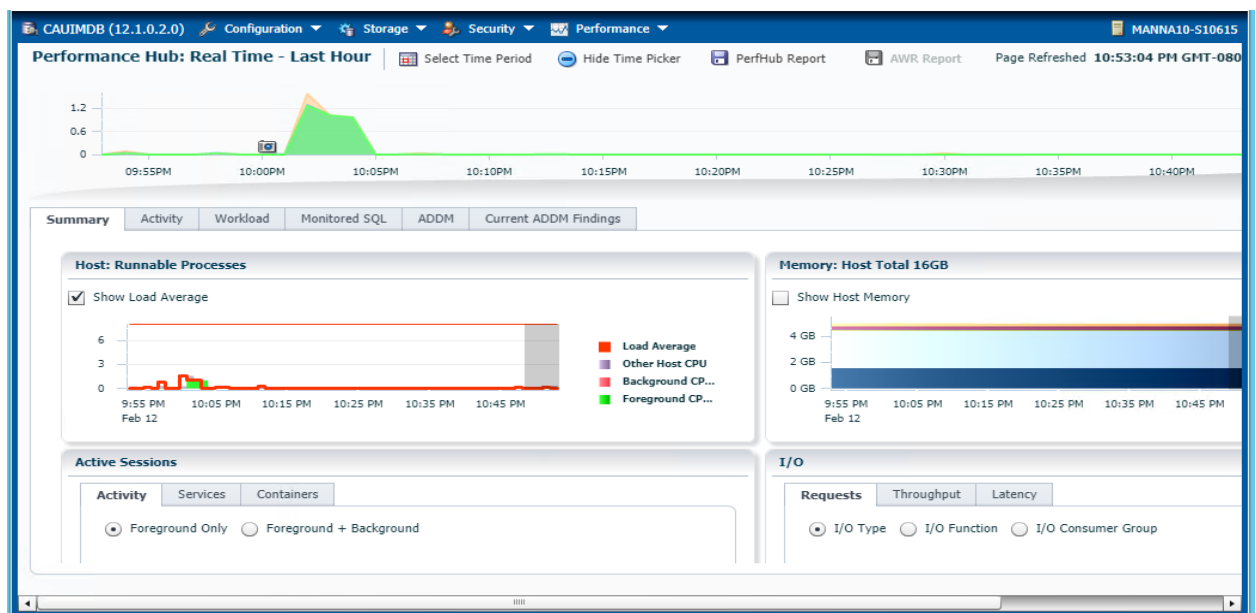 CAUIMDB (12.1.0.2.0) Configuration Storage Security Performance MANNA10-S10615
Performance Hub: Real Time - Last Hour Select Time Period Hide Time Picker PerfHub Report AWR Report Page Refreshed 10:53:04 PM GMT-080
1.2
0.6
0
09:55PM 10:00PM 10:05PM 10:10PM 10:15PM 10:20PM 10:25PM 10:30PM 10:35PM 10:40PM
Summary Activity Workload Monitored SQL ADDM Current ADDM Findings
Host: Runnable Processes
Show Load Average
6
3
0
9:55 PM 10:05 PM 10:15 PM 10:25 PM 10:35 PM 10:45 PM
Feb 12
Load Average
Other Host CPU
Background CP...
Foreground CP...
Memory: Host Total 16GB
Show Host Memory
4 GB
2 GB
0 GB
9:55 PM 10:05 PM 10:15 PM 10:25 PM 10:35 PM 10:45 PM
Feb 12
Active Sessions
Activity Services Containers
Foreground Only Foreground + Background
I/O
Requests Throughput Latency
I/O Type I/O Function I/O Consumer Group